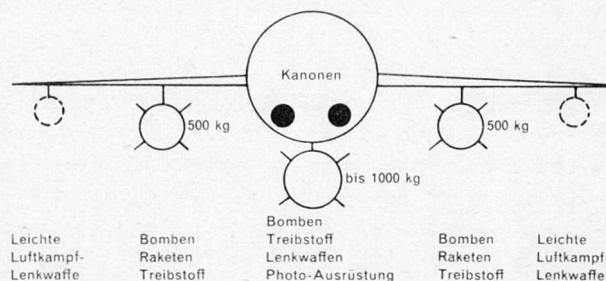 Kanonen
500 kg
500 kg
bis 1000 kg
Leichte
Luftkampf-
Lenkwaffe
Bomben
Raketen
Treibstoff
Bomben
Treibstoff
Lenkwaffen
Photo-Ausrüstung
Bomben
Raketen
Treibstoff
Leichte
Luftkampf-
Lenkwaffe